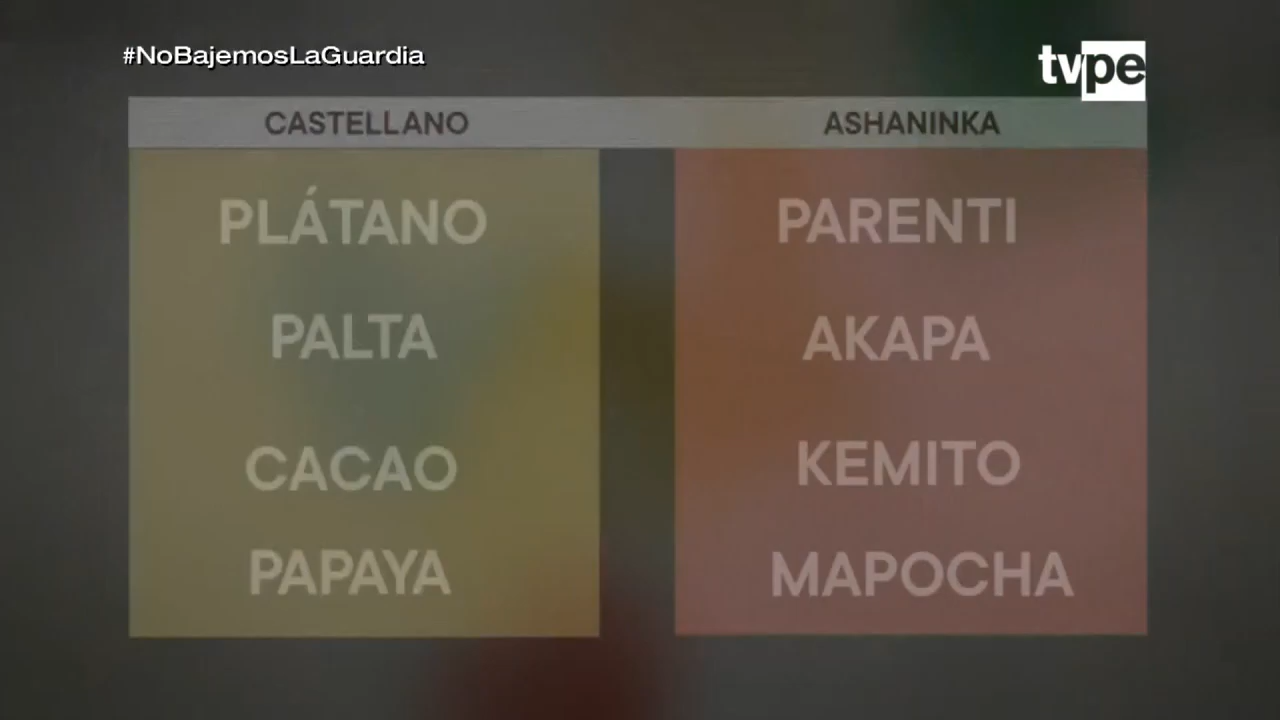 #NoBajemosLaGuardia
tvpe
CASTELLANO ASHANINKA
PLÁTANO PARENTI
PALTA AKAPA
CACAO KEMITO
PAPAYA MAPOCHA